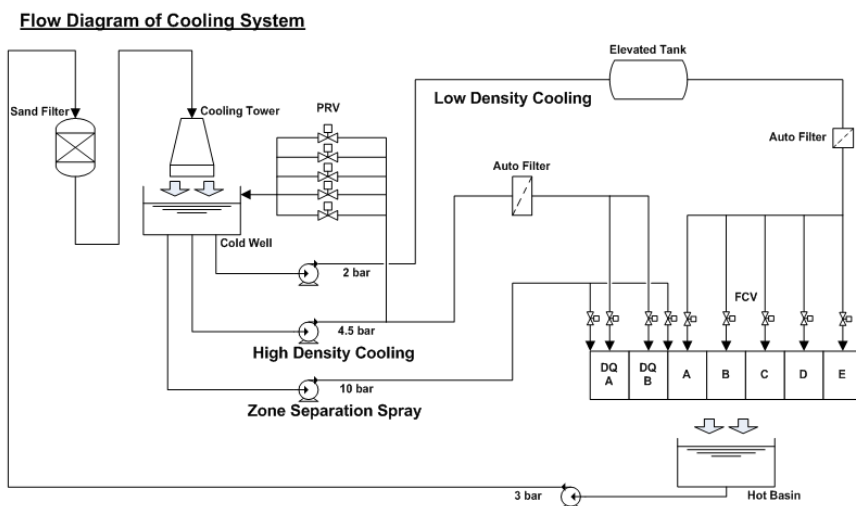 Flow Diagram of Cooling System
Elevated Tank
Sand Filter
Cooling Tower
PRV
Low Density Cooling
Auto Filter
Auto Filter
Cold Well
2 bar
FCV
4.5 bar
High Density Cooling
DQ A
DQ B
A
B
C
D
E
10 bar
Zone Separation Spray
3 bar
Hot Basin